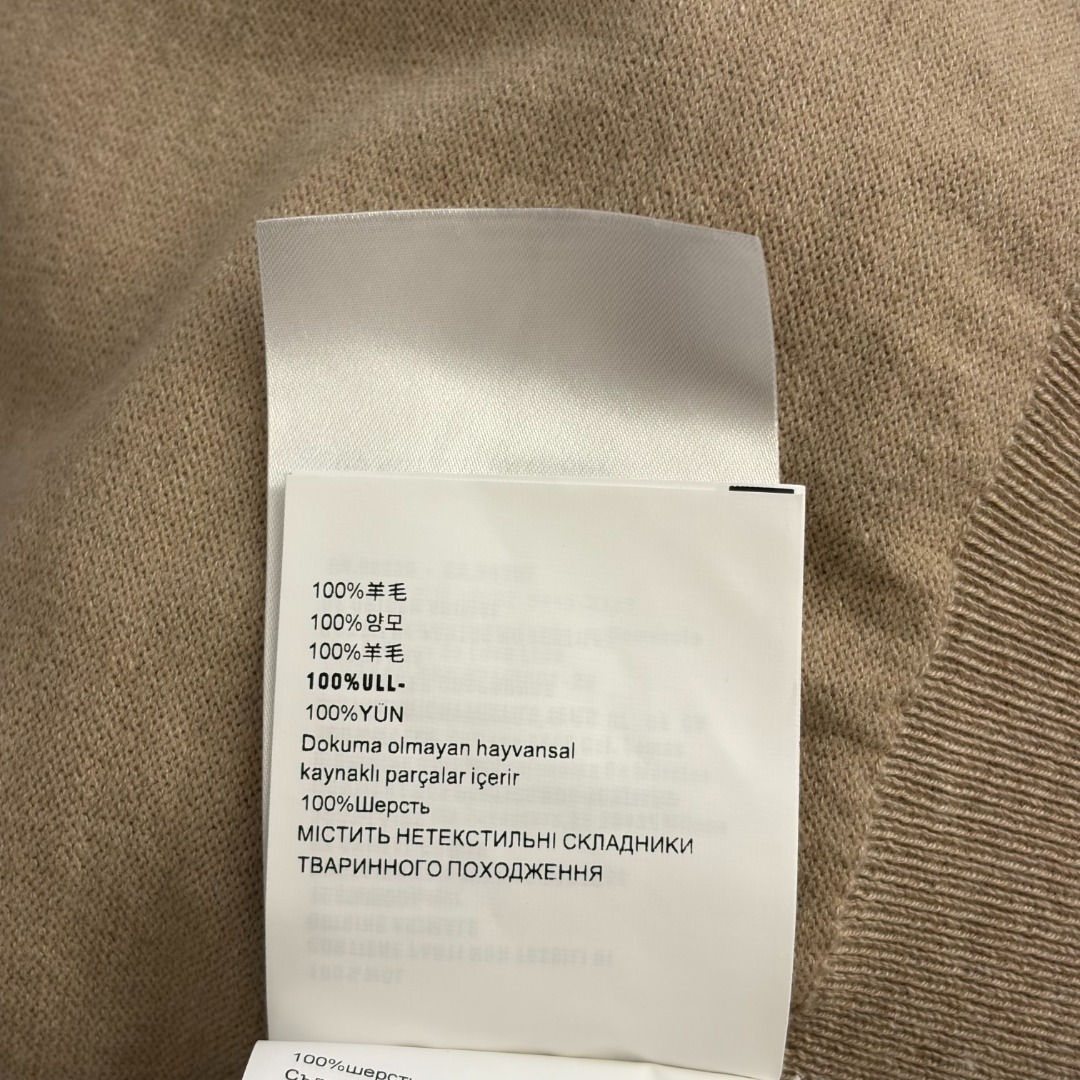 100%羊毛
100%양모
100%羊毛
100%ULL-
100%YÜN
Dokuma olmayan hayvansal
kaynaklı parçalar içerir
100%Шерсть
МІСТИТЬ НЕТЕКСТИЛЬНІ СКЛАДНИКИ
ТВАРИННОГО ПОХОДЖЕННЯ